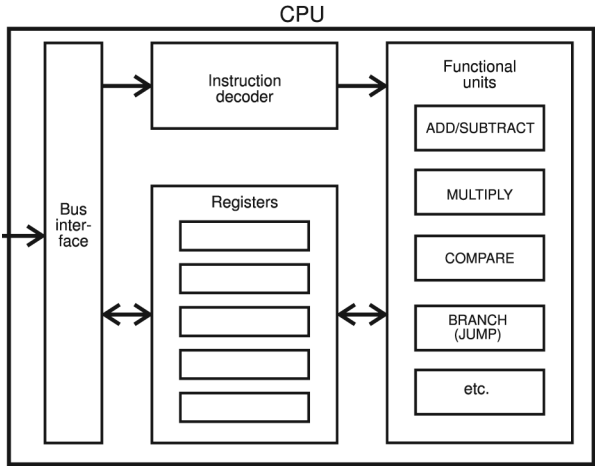 CPU
Bus
inter-
face
Instruction
decoder
Registers
Functional
units
ADD/SUBTRACT
MULTIPLY
COMPARE
BRANCH
(JUMP)
etc.